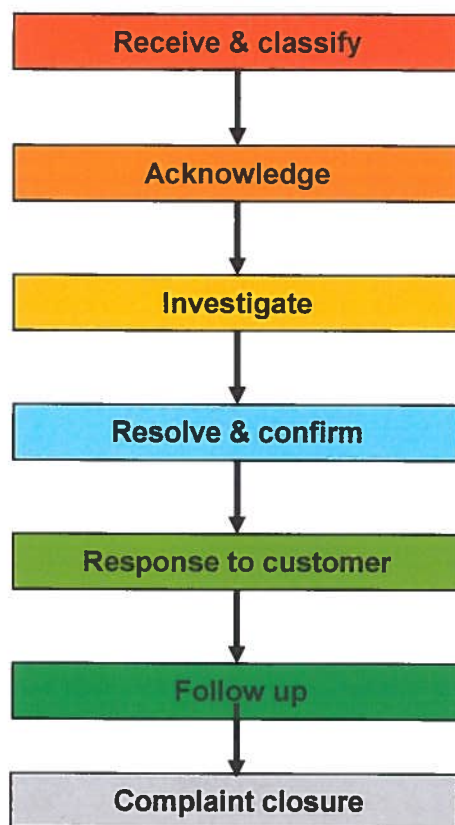 Receive & classify
Acknowledge
Investigate
Resolve & confirm
Response to customer
Follow up
Complaint closure